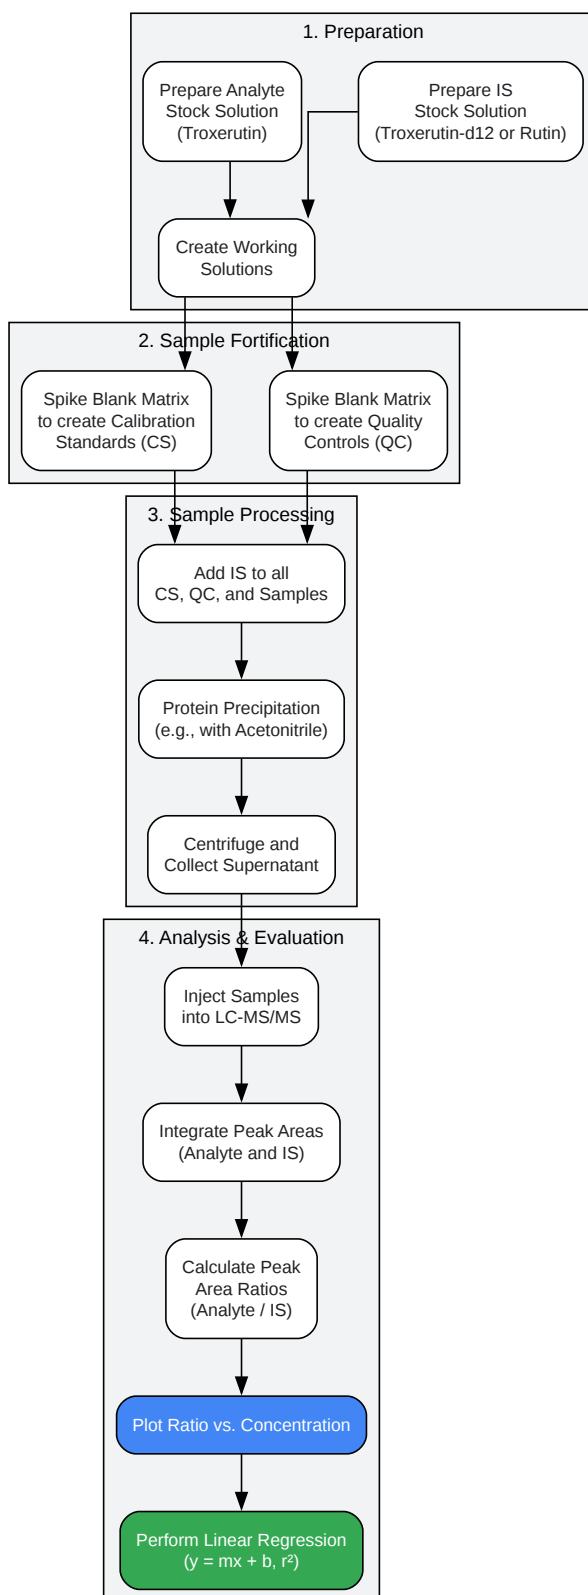 1. Preparation
Prepare Analyte
Stock Solution
(Troxerutin)
Prepare IS
Stock Solution
(Troxerutin-d12 or Rutin)
Create Working
Solutions
2. Sample Fortification
Spike Blank Matrix
to create Calibration
Standards (CS)
Spike Blank Matrix
to create Quality
Controls (QC)
3. Sample Processing
Add IS to all
CS, QC, and Samples
Protein Precipitation
(e.g., with Acetonitrile)
Centrifuge and
Collect Supernatant
4. Analysis & Evaluation
Inject Samples
into LC-MS/MS
Integrate Peak Areas
(Analyte and IS)
Calculate Peak
Area Ratios
(Analyte / IS)
Plot Ratio vs. Concentration
Perform Linear Regression
(y = mx + b, r²)